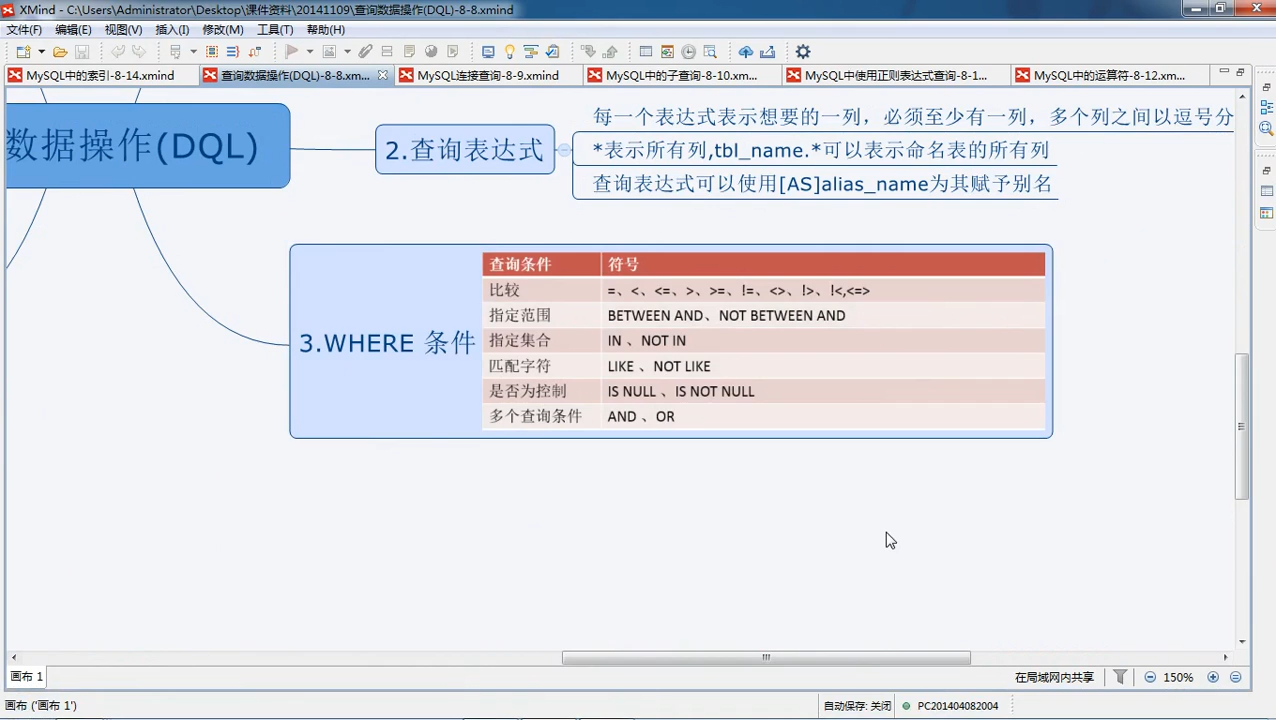 XMind - C:\Users\Administrator\Desktop\课件资料\20141109\查询数据操作(DQL)-8-8.xmind
文件(F) 编辑(E) 视图(V) 插入(I) 修改(M) 工具(T) 帮助(H)
MySQL中的索引-8-14.xmind 查询数据操作(DQL)-8-8.xm... MySQL连接查询-8-9.xmind MySQL中的子查询-8-10.xm... MySQL中使用正则表达式查询-8-1... MySQL中的运算符-8-12.xm...
每一个表达式表示想要的一列，必须至少有一列，多个列之间以逗号分
数据操作(DQL)
2.查询表达式
*表示所有列,tbl_name.*可以表示命名表的所有列
查询表达式可以使用[AS]alias_name为其赋予别名
3.WHERE 条件
查询条件 符号
比较 =、<、<=、>、>=、!=、<>、!>、!<,<=>
指定范围 BETWEEN AND、NOT BETWEEN AND
指定集合 IN 、NOT IN
匹配字符 LIKE 、NOT LIKE
是否为控制 IS NULL 、IS NOT NULL
多个查询条件 AND 、OR
画布 1
在局域网内共享 150%
画布 ('画布 1')
自动保存: 关闭 PC201404082004